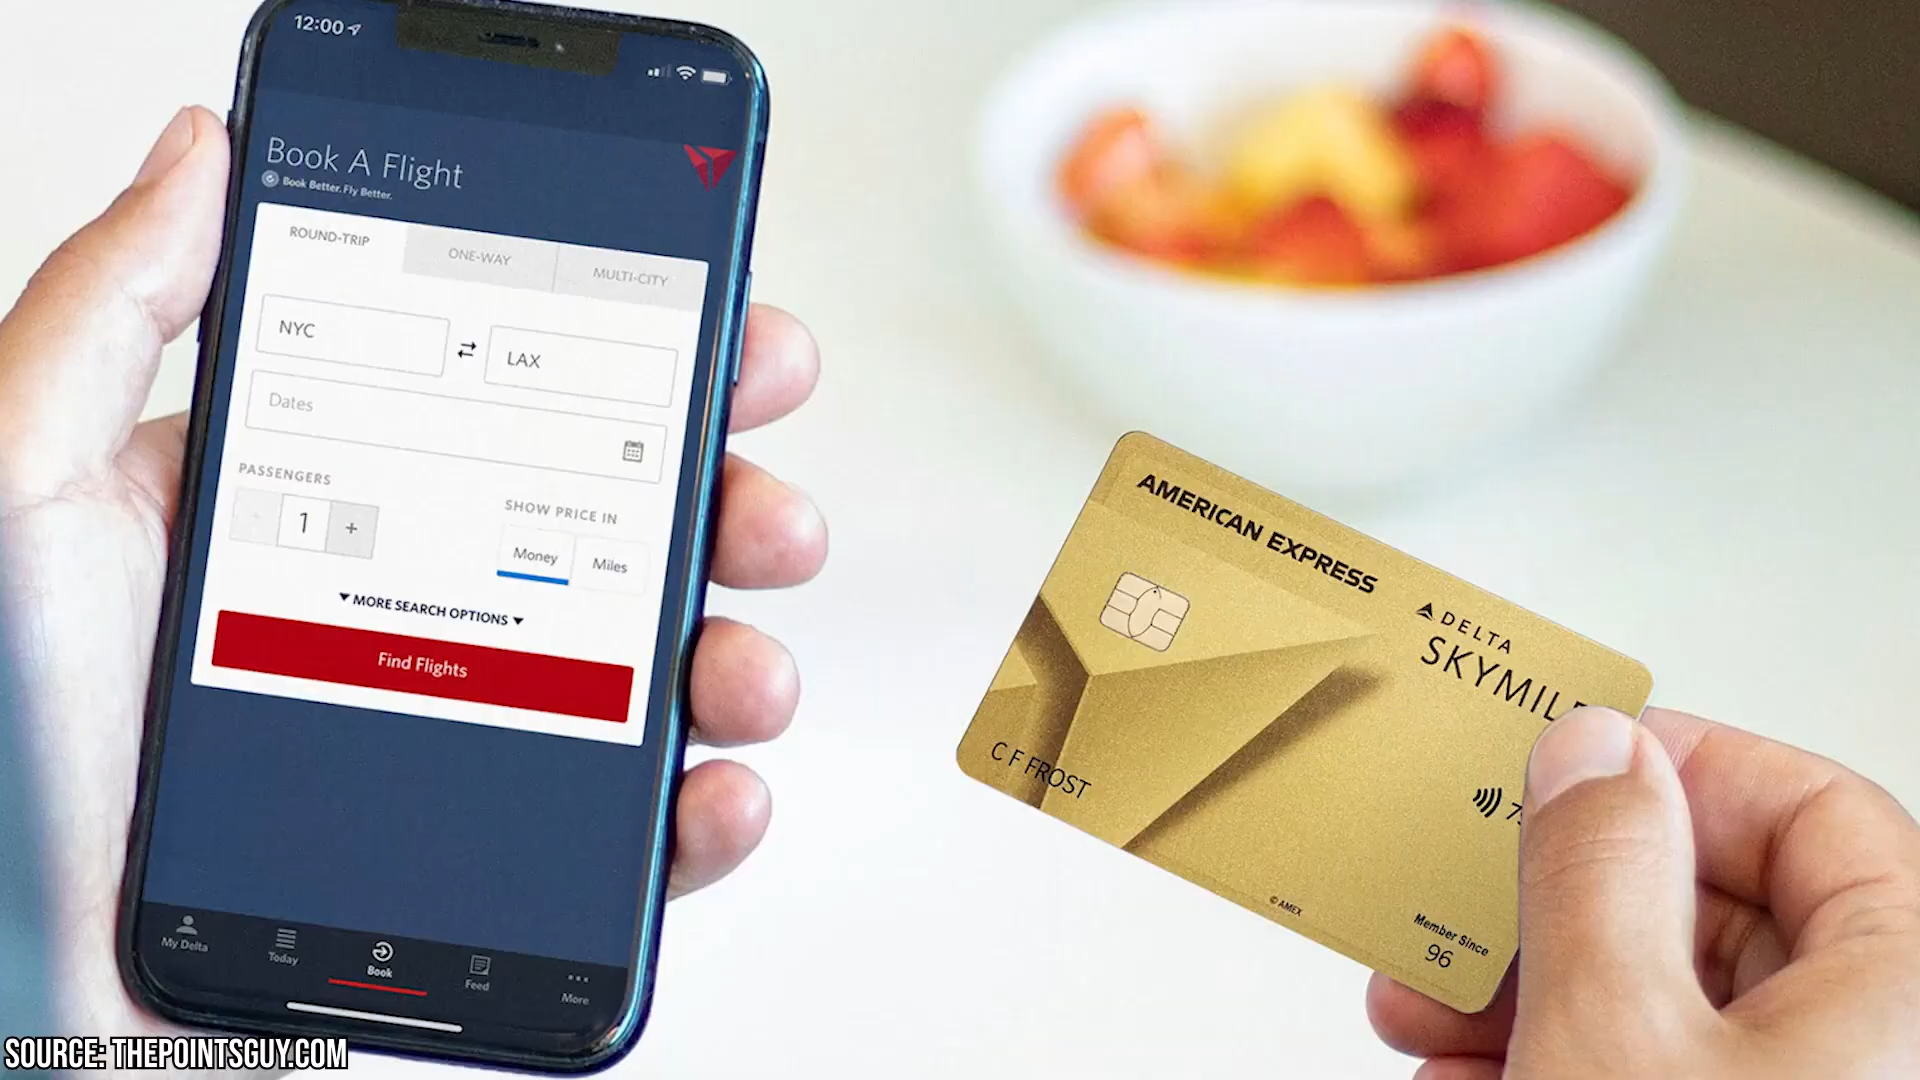 12:00
Book A Flight
Book Better. Fly Better.
ROUND-TRIP
ONE-WAY
MULTI-CITY
NYC
LAX
Dates
PASSENGERS
SHOW PRICE IN
- 1 +
Money
Miles
▼ MORE SEARCH OPTIONS ▼
Find Flights
My Delta
Today
Book
Feed
More
AMERICAN EXPRESS
DELTA
SKYMILE
C F FROST
© AMEX
Member Since
96
SOURCE: THEPOINTSGUY.COM